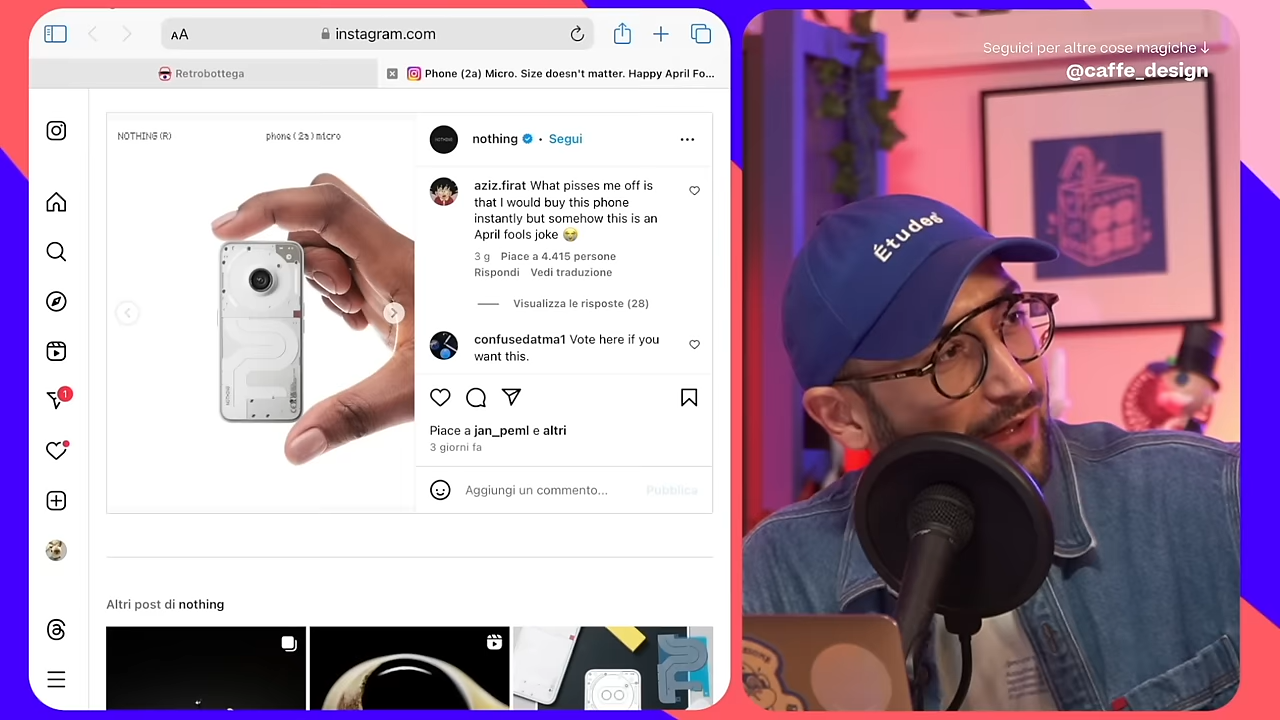 AA
instagram.com
Retrobottega
Phone (2a) Micro. Size doesn't matter. Happy April Fo...
NOTHING (R)
phone (2a) micro
nothing • Segui
aziz.firat What pisses me off is
that I would buy this phone
instantly but somehow this is an
April fools joke 😂
3 g Piace a 4.415 persone
Rispondi Vedi traduzione
Visualizza le risposte (28)
confusedatma1 Vote here if you
want this.
Piace a jan_peml e altri
3 giorni fa
Aggiungi un commento...
Pubblica
1
Altri post di nothing
Seguici per altre cose magiche ↓
@caffe_design
Études